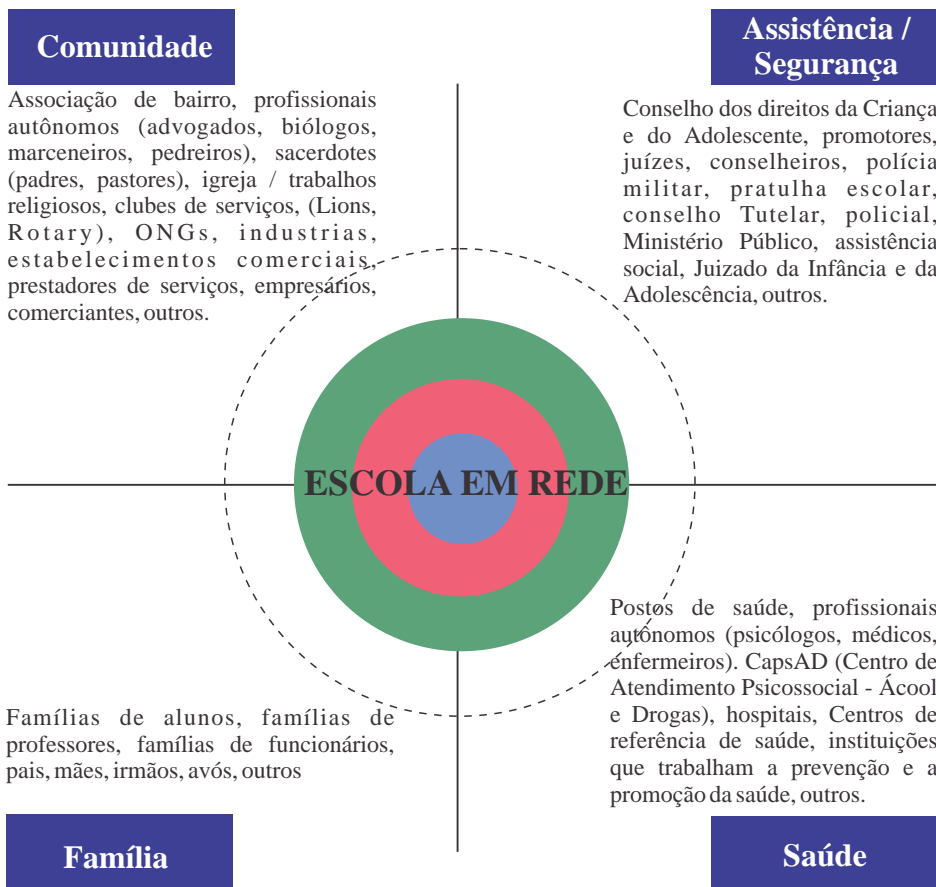 Comunidade
Associação de bairro, profissionais
autônomos (advogados, biólogos,
marceneiros, pedreiros), sacerdotes
(padres, pastores), igreja / trabalhos
religiosos, clubes de serviços, (Lions,
Rotary), ONGs, industrias,
estabelecimentos comerciais,
prestadores de serviços, empresários,
comerciantes, outros.
Assistência /
Segurança
Conselho dos direitos da Criança
e do Adolescente, promotores,
juízes, conselheiros, polícia
militar, pratulha escolar,
conselho Tutelar, policial,
Ministério Público, assistência
social, Juizado da Infância e da
Adolescência, outros.
ESCOLA EM REDE
Famílias de alunos, famílias de
professores, famílias de funcionários,
pais, mães, irmãos, avós, outros
Família
Postos de saúde, profissionais
autônomos (psicólogos, médicos,
enfermeiros). CapsAD (Centro de
Atendimento Psicossocial - Ácool
e Drogas), hospitais, Centros de
referência de saúde, instituições
que trabalham a prevenção e a
promoção da saúde, outros.
Saúde